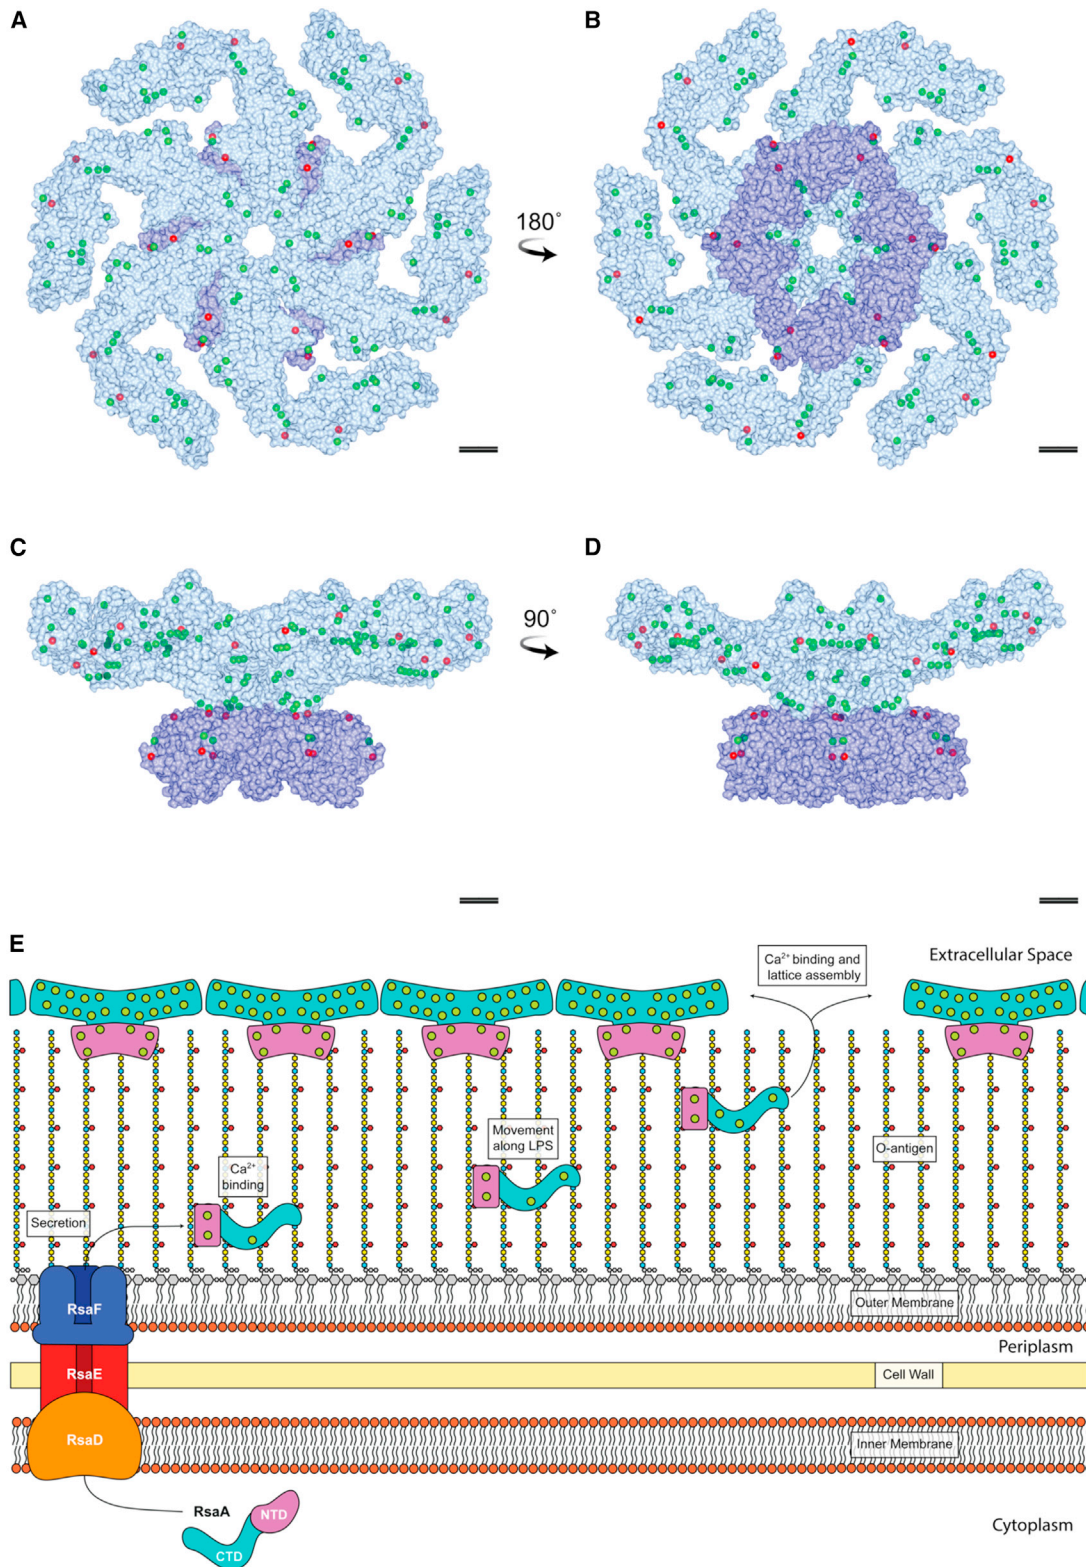 A
B
180°
C
D
90°
E
Extracellular Space
Ca²⁺ binding and
lattice assembly
Movement
along LPS
O-antigen
Ca²⁺
binding
Secretion
RsaF
Outer Membrane
Periplasm
RsaE
Cell Wall
RsaD
Inner Membrane
RsaA
NTD
CTD
Cytoplasm